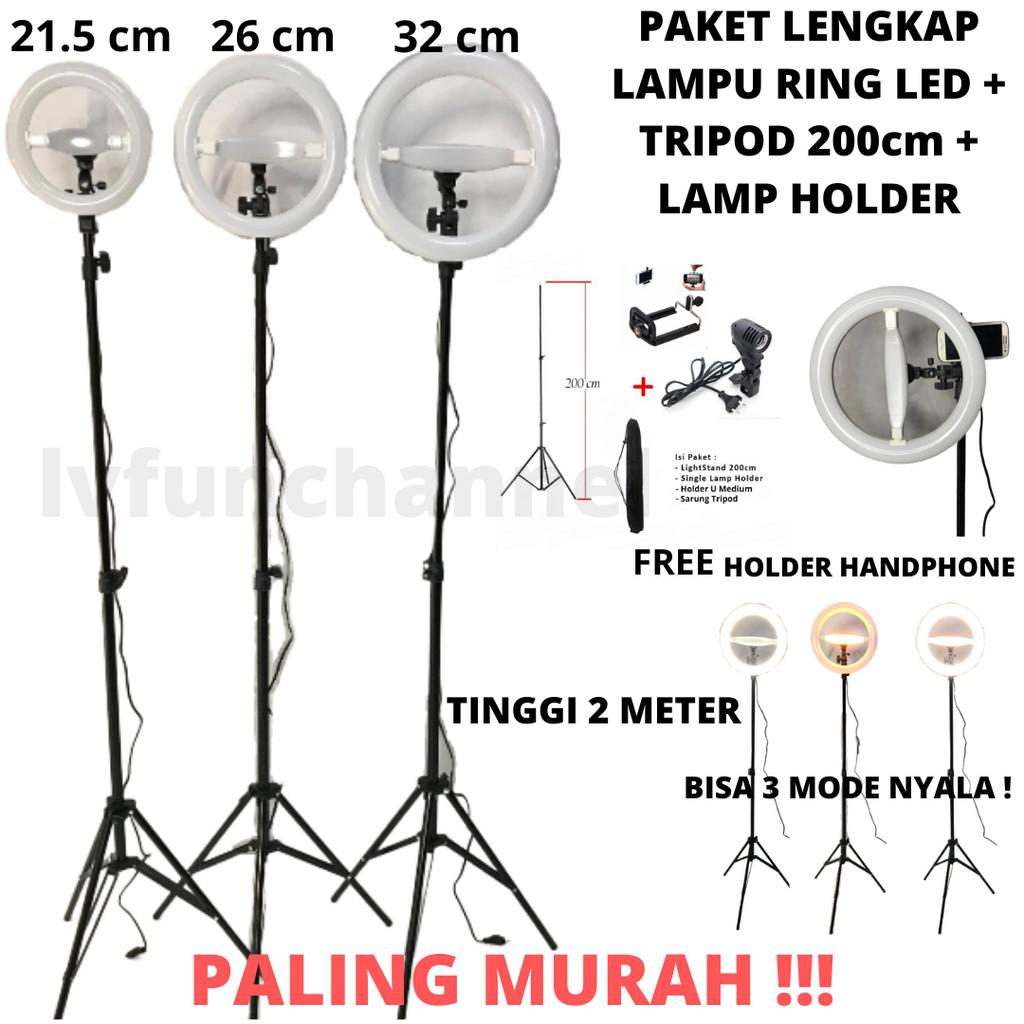 21.5 cm
26 cm
32 cm
PAKET LENGKAP
LAMPU RING LED +
TRIPOD 200cm +
LAMP HOLDER
200 cm
+
Isi Paket :
- LightStand 200cm
- Single Lamp Holder
- Holder U Medium
- Sarung Tripod
lvfunchannel
FREE HOLDER HANDPHONE
TINGGI 2 METER
BISA 3 MODE NYALA !
PALING MURAH !!!